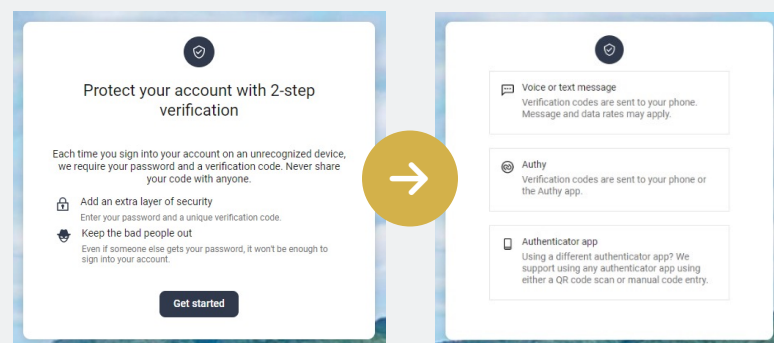 Protect your account with 2-step
verification
Each time you sign into your account on an unrecognized device,
we require your password and a verification code. Never share
your code with anyone.
Add an extra layer of security
Enter your password and a unique verification code.
Keep the bad people out
Even if someone else gets your password, it won't be enough to
sign into your account.
Get started
Voice or text message
Verification codes are sent to your phone.
Message and data rates may apply.
Authy
Verification codes are sent to your phone or
the Authy app.
Authenticator app
Using a different authenticator app? We
support using any authenticator app using
either a QR code scan or manual code entry.